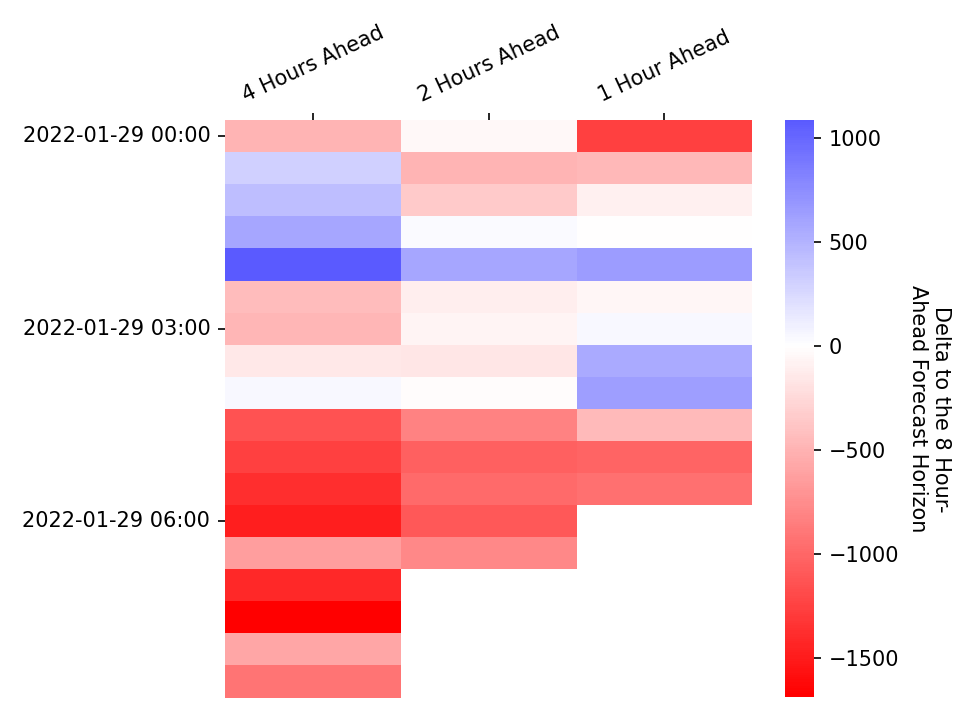 4 Hours Ahead
2 Hours Ahead
1 Hour Ahead
2022-01-29 00:00
2022-01-29 03:00
2022-01-29 06:00
1000
500
0
−500
−1000
−1500
Delta to the 8 Hour-
Ahead Forecast Horizon